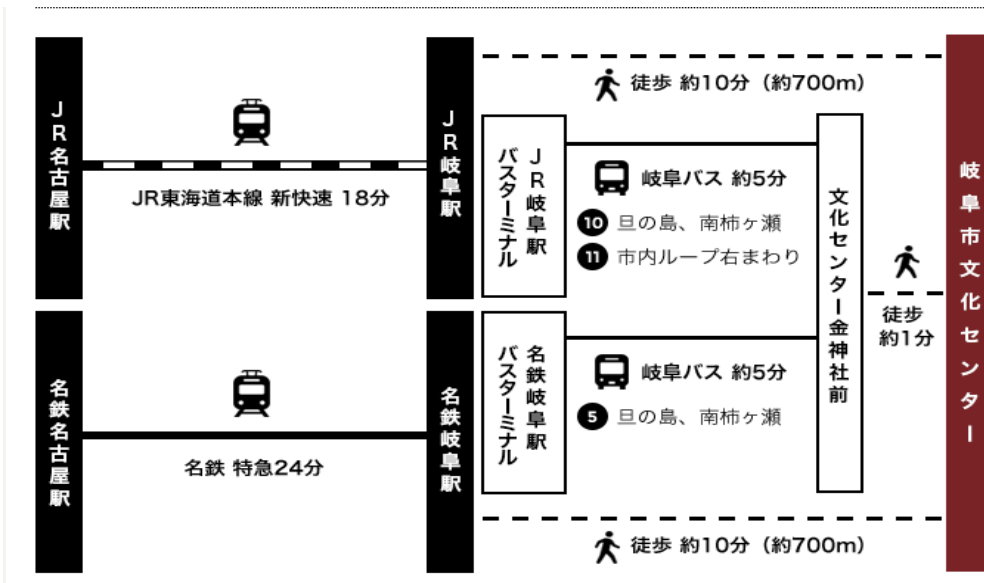 JR名古屋駅
JR東海道本線 新快速 18分
JR岐阜駅
徒歩 約10分（約700m）
JR岐阜駅
バスターミナル
岐阜バス 約5分
10 旦の島、南柿ヶ瀬
11 市内ループ右まわり
名鉄名古屋駅
名鉄 特急24分
名鉄岐阜駅
名鉄岐阜駅
バスターミナル
岐阜バス 約5分
5 旦の島、南柿ヶ瀬
徒歩 約10分（約700m）
文化センター金神社前
徒歩
約1分
岐阜市文化センター